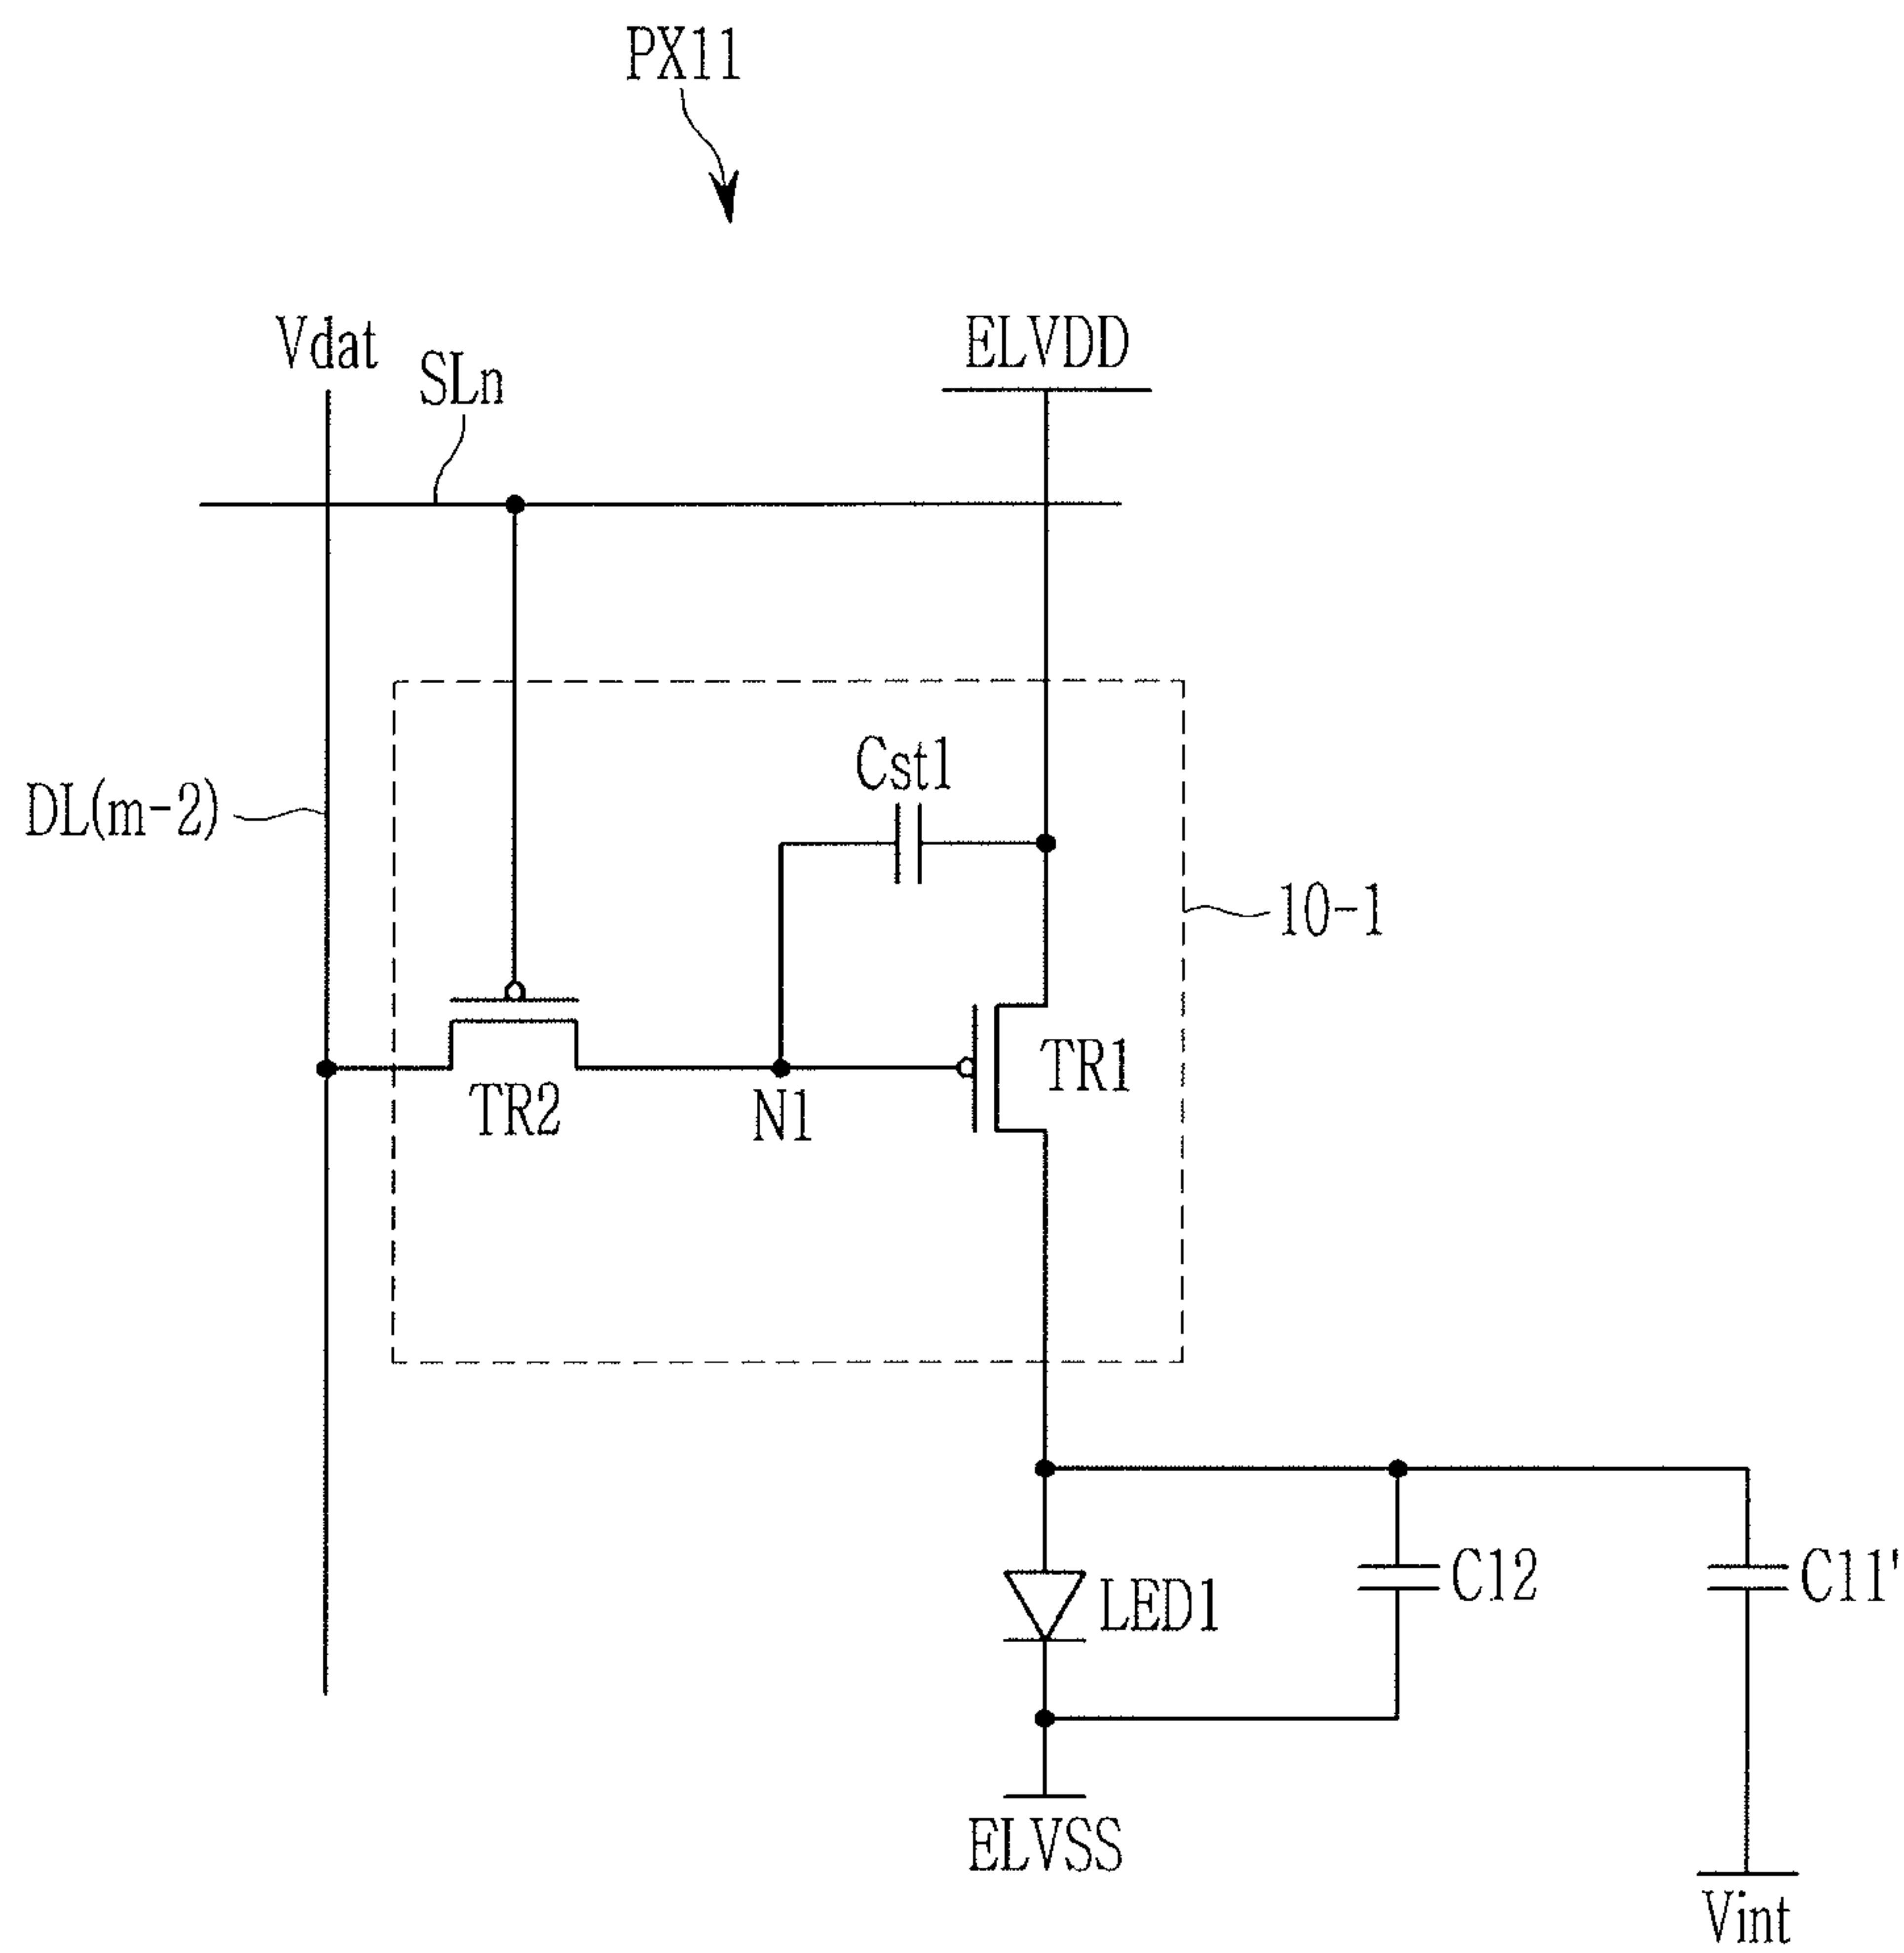 PX11
Vdat
SLn
ELVDD
Cst1
DL(m-2)
10-1
TR1
TR2
N1
LED1
C12
C11'
ELVSS
Vint